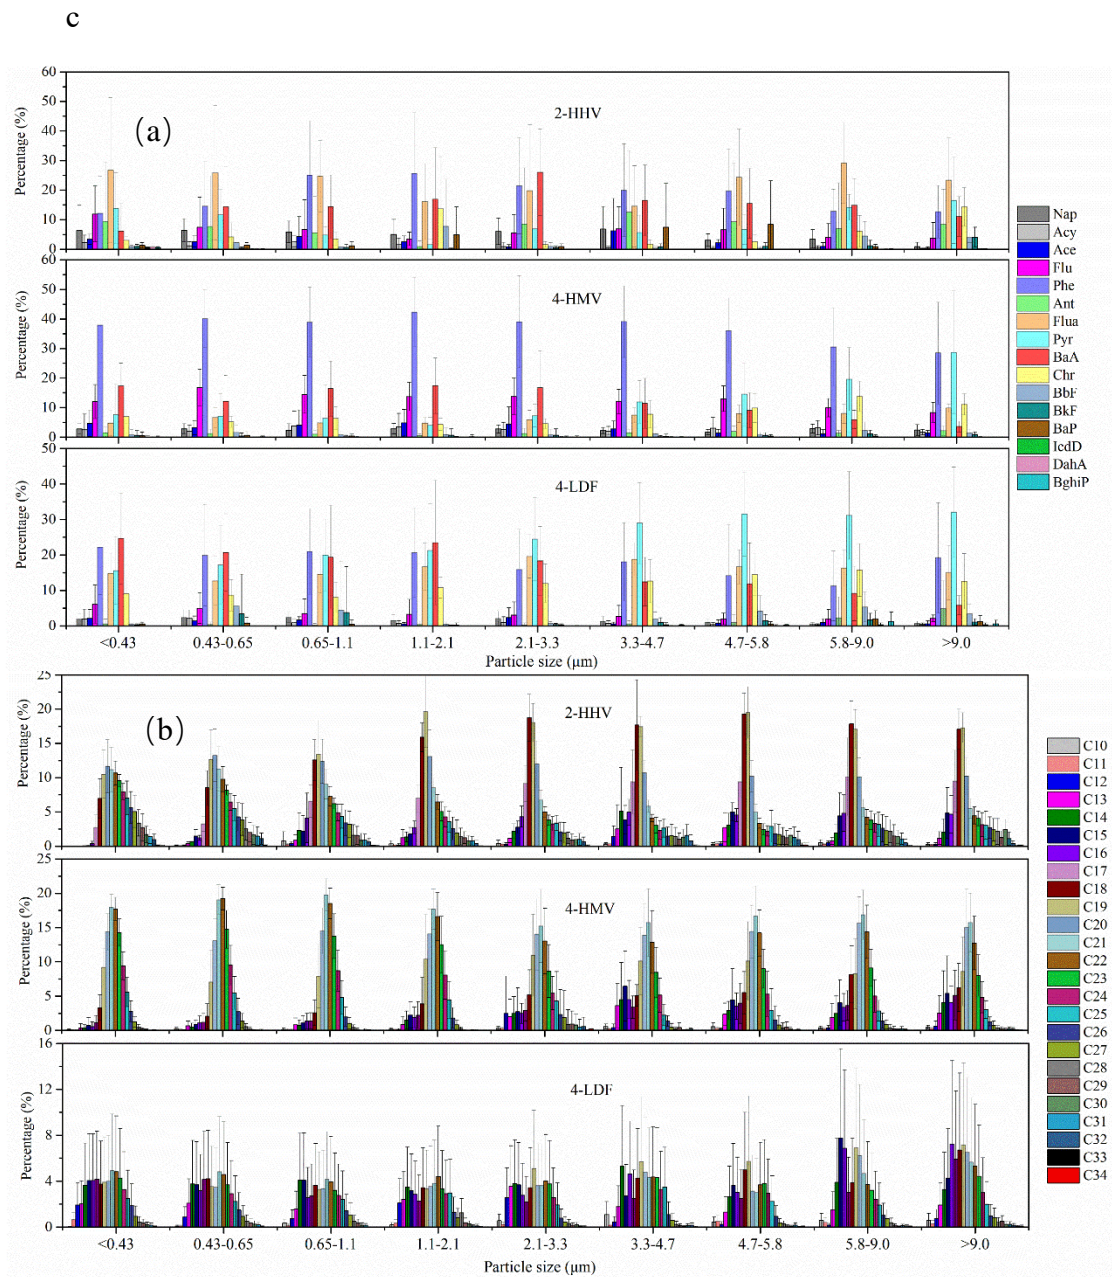 c
60
50
40
30
20
10
0
Percentage (%)
(a)
2-HHV
60
50
40
30
20
10
0
Percentage (%)
4-HMV
50
40
30
20
10
0
Percentage (%)
4-LDF
<0.43 0.43-0.65 0.65-1.1 1.1-2.1 2.1-3.3 3.3-4.7 4.7-5.8 5.8-9.0 >9.0
Particle size (μm)
Nap
Acy
Ace
Flu
Phe
Ant
Flua
Pyr
BaA
Chr
BbF
BkF
BaP
IcdD
DahA
BghiP
25
20
15
10
5
0
Percentage (%)
(b)
2-HHV
25
20
15
10
5
0
Percentage (%)
4-HMV
16
12
8
4
0
Percentage (%)
4-LDF
<0.43 0.43-0.65 0.65-1.1 1.1-2.1 2.1-3.3 3.3-4.7 4.7-5.8 5.8-9.0 >9.0
Particle size (μm)
C10
C11
C12
C13
C14
C15
C16
C17
C18
C19
C20
C21
C22
C23
C24
C25
C26
C27
C28
C29
C30
C31
C32
C33
C34